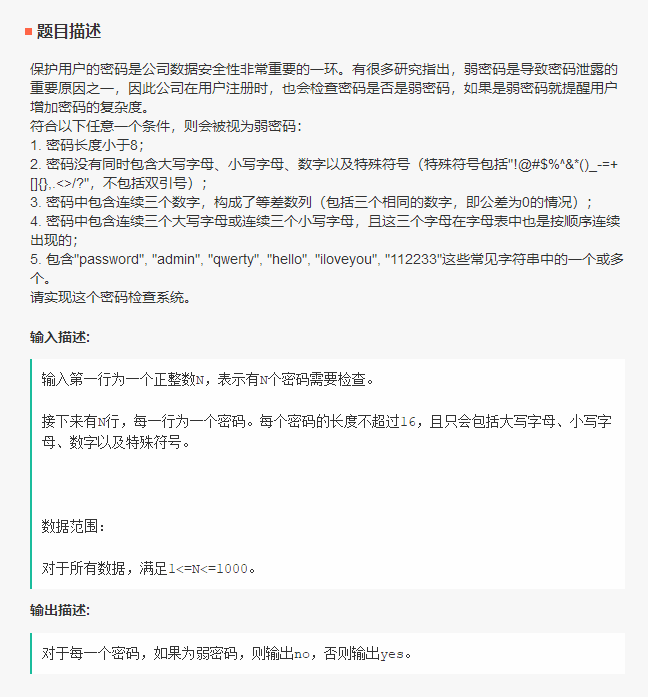 题目描述
保护用户的密码是公司数据安全性非常重要的一环。有很多研究指出，弱密码是导致密码泄露的
重要原因之一，因此公司在用户注册时，也会检查密码是否是弱密码，如果是弱密码就提醒用户
增加密码的复杂度。
符合以下任意一个条件，则会被视为弱密码：
1. 密码长度小于8；
2. 密码没有同时包含大写字母、小写字母、数字以及特殊符号（特殊符号包括"!@#$%^&*()_-=+
[]{},.<>/?"，不包括双引号）；
3. 密码中包含连续三个数字，构成了等差数列（包括三个相同的数字，即公差为0的情况）；
4. 密码中包含连续三个大写字母或连续三个小写字母，且这三个字母在字母表中也是按顺序连续
出现的；
5. 包含"password", "admin", "qwerty", "hello", "iloveyou", "112233"这些常见字符串中的一个或多
个。
请实现这个密码检查系统。
输入描述:
输入第一行为一个正整数N，表示有N个密码需要检查。
接下来有N行，每一行为一个密码。每个密码的长度不超过16，且只会包括大写字母、小写字
母、数字以及特殊符号。
数据范围：
对于所有数据，满足1<=N<=1000。
输出描述:
对于每一个密码，如果为弱密码，则输出no，否则输出yes。